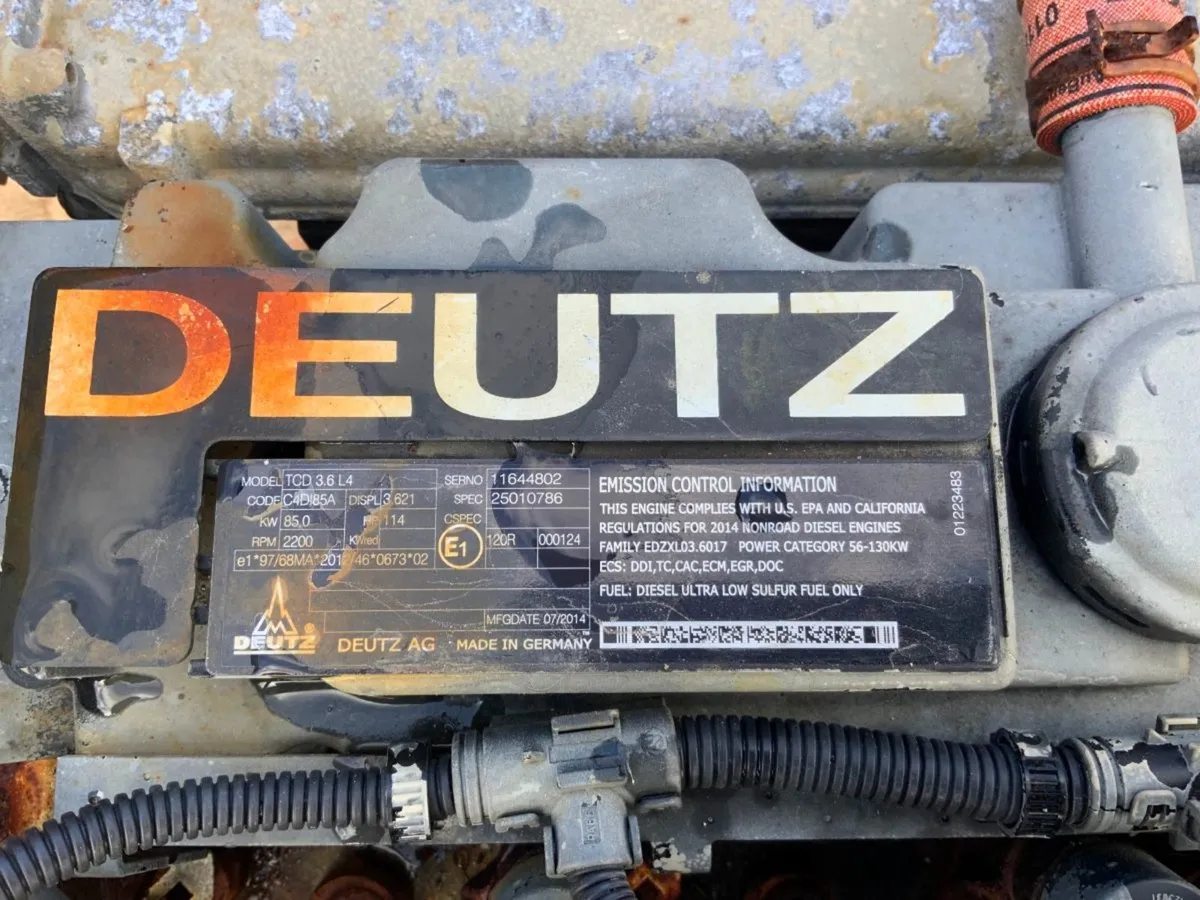 DEUTZ
MODEL TCD 3.6 L4 SERNO 11644802
CODE C4DI85A DISPL 3.621 SPEC 25010786
KW 85,0 HP 114 CSPEC
RPM 2200 KWred E1 120R 000124
e1*97/68MA*2012/46*0673*02
MFGDATE 07/2014
DEUTZ® DEUTZ AG MADE IN GERMANY
EMISSION CONTROL INFORMATION
THIS ENGINE COMPLIES WITH U.S. EPA AND CALIFORNIA
REGULATIONS FOR 2014 NONROAD DIESEL ENGINES
FAMILY EDZXL03.6017 POWER CATEGORY 56-130KW
ECS: DDI,TC,CAC,ECM,EGR,DOC
FUEL: DIESEL ULTRA LOW SULFUR FUEL ONLY
01223483